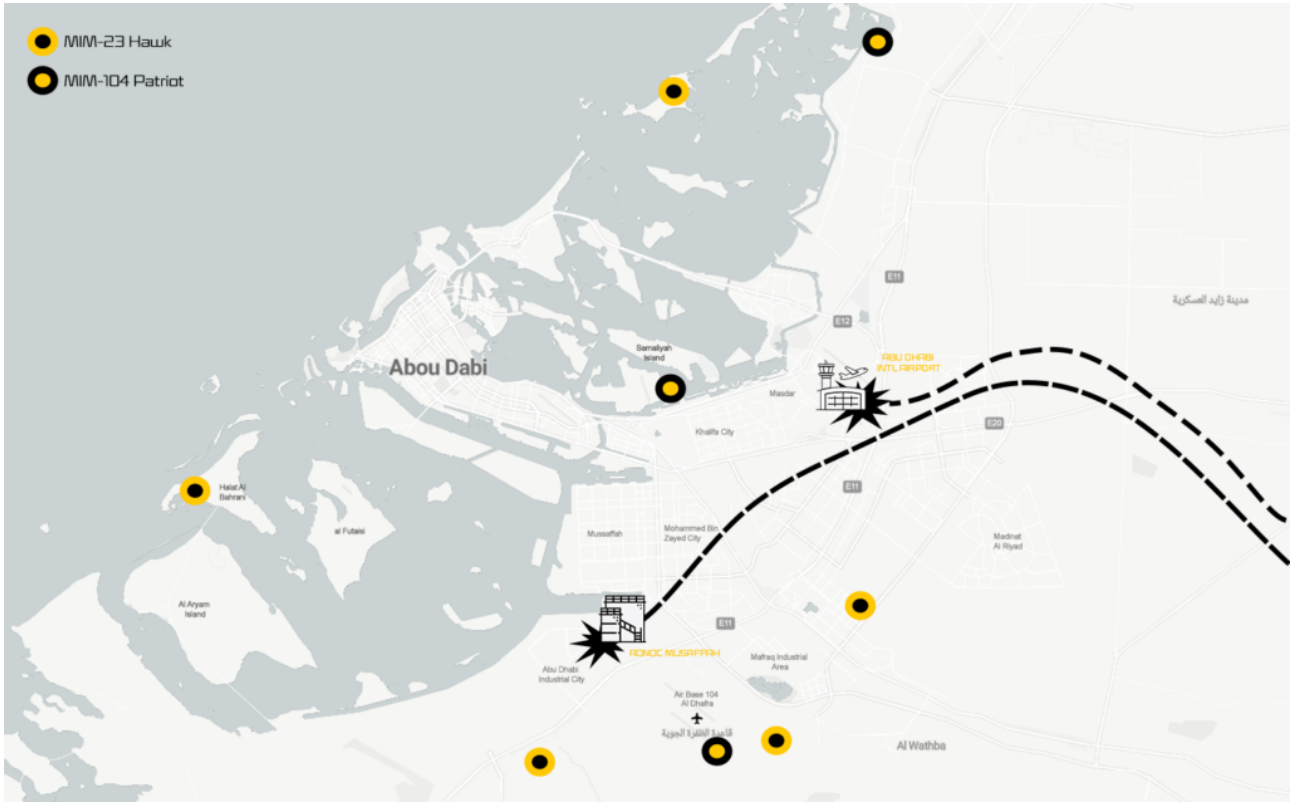 MIM-23 Hawk
MIM-104 Patriot
E11
مدينة زايد العسكرية
E12
Samaliyah
Island
ABU DHABI
INTL AIRPORT
Abou Dabi
Masdar
Khalifa City
E20
Halat Al
Bahrani
al Futaisi
Mussaffah
Mohammed Bin
Zayed City
E11
Madinat
Al Riyad
Al Aryam
Island
E11
ADNOC MUSAFFAH
Abu Dhabi
Industrial City
Mafraq Industrial
Area
Air Base 104
Al Dhafra
قاعدة الظفرة الجوية
Al Wathba